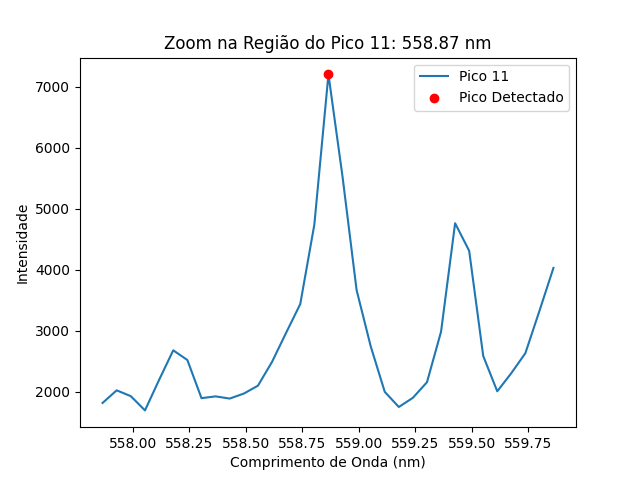 Zoom na Região do Pico 11: 558.87 nm
Pico 11
Pico Detectado
Intensidade
7000
6000
5000
4000
3000
2000
558.00 558.25 558.50 558.75 559.00 559.25 559.50 559.75
Comprimento de Onda (nm)